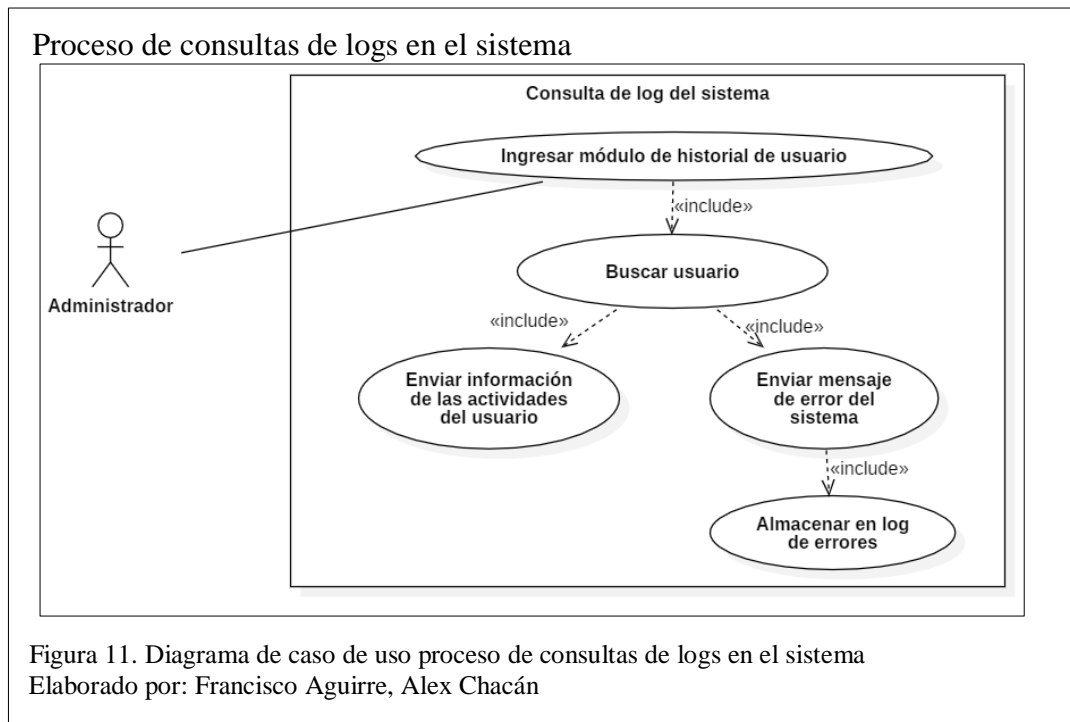 Proceso de consultas de logs en el sistema
Consulta de log del sistema
Ingresar módulo de historial de usuario
«include»
Buscar usuario
Administrador
«include»
«include»
Enviar información
de las actividades
del usuario
Enviar mensaje
de error del
sistema
«include»
Almacenar en log
de errores
Figura 11. Diagrama de caso de uso proceso de consultas de logs en el sistema
Elaborado por: Francisco Aguirre, Alex Chacán